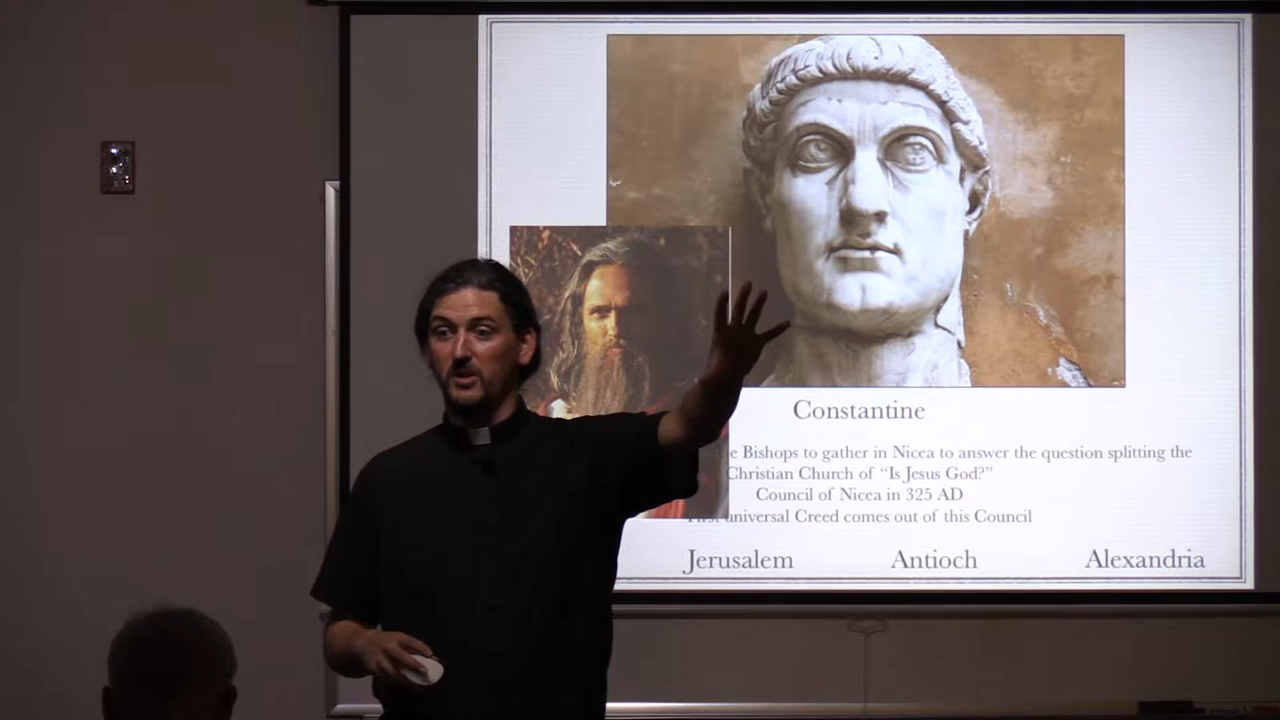 Constantine
Bishops to gather in Nicea to answer the question splitting the
Christian Church of “Is Jesus God?”
Council of Nicea in 325 AD
First universal Creed comes out of this Council
Jerusalem Antioch Alexandria